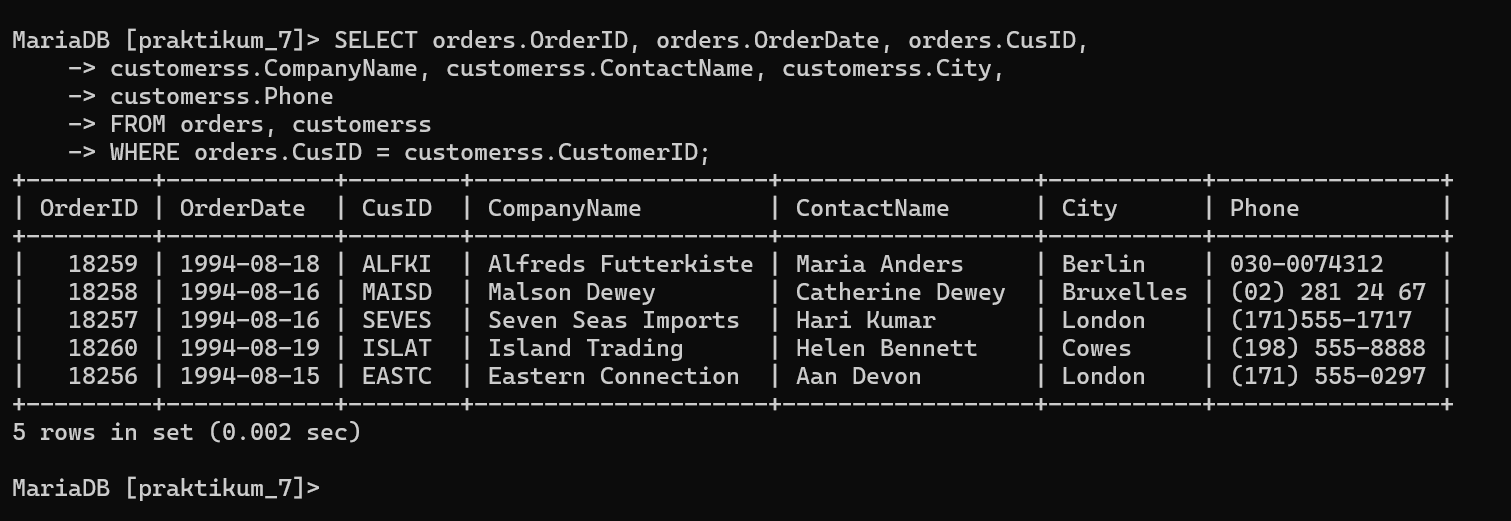 MariaDB [praktikum_7]> SELECT orders.OrderID, orders.OrderDate, orders.CusID,
    -> customerss.CompanyName, customerss.ContactName, customerss.City,
    -> customerss.Phone
    -> FROM orders, customerss
    -> WHERE orders.CusID = customerss.CustomerID;
+---------+------------+--------+---------------------+------------------+-----------+----------------+
| OrderID | OrderDate  | CusID  | CompanyName         | ContactName      | City      | Phone          |
+---------+------------+--------+---------------------+------------------+-----------+----------------+
|   18259 | 1994-08-18 | ALFKI  | Alfreds Futterkiste | Maria Anders     | Berlin    | 030-0074312    |
|   18258 | 1994-08-16 | MAISD  | Malson Dewey        | Catherine Dewey  | Bruxelles | (02) 281 24 67 |
|   18257 | 1994-08-16 | SEVES  | Seven Seas Imports  | Hari Kumar       | London    | (171)555-1717  |
|   18260 | 1994-08-19 | ISLAT  | Island Trading      | Helen Bennett    | Cowes     | (198) 555-8888 |
|   18256 | 1994-08-15 | EASTC  | Eastern Connection  | Aan Devon        | London    | (171) 555-0297 |
+---------+------------+--------+---------------------+------------------+-----------+----------------+
5 rows in set (0.002 sec)
MariaDB [praktikum_7]>